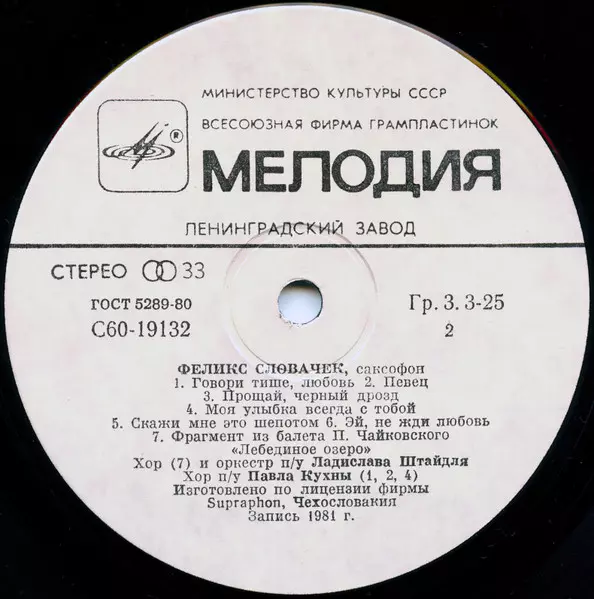 МИНИСТЕРСТВО КУЛЬТУРЫ СССР
ВСЕСОЮЗНАЯ ФИРМА ГРАМПЛАСТИНОК
®
МЕЛОДИЯ
ЛЕНИНГРАДСКИЙ ЗАВОД
СТЕРЕО 33
ГОСТ 5289-80
Гр. 3. 3-25
С60-19132
2
ФЕЛИКС СЛОВАЧЕК, саксофон
1. Говори тише, любовь 2. Певец
3. Прощай, черный дрозд
4. Моя улыбка всегда с тобой
5. Скажи мне это шепотом 6. Эй, не жди любовь
7. Фрагмент из балета П. Чайковского
«Лебединое озеро»
Хор (7) и оркестр п/у Ладислава Штайдля
Хор п/у Павла Кухны (1, 2, 4)
Изготовлено по лицензии фирмы
Supraphon, Чехословакия
Запись 1981 г.